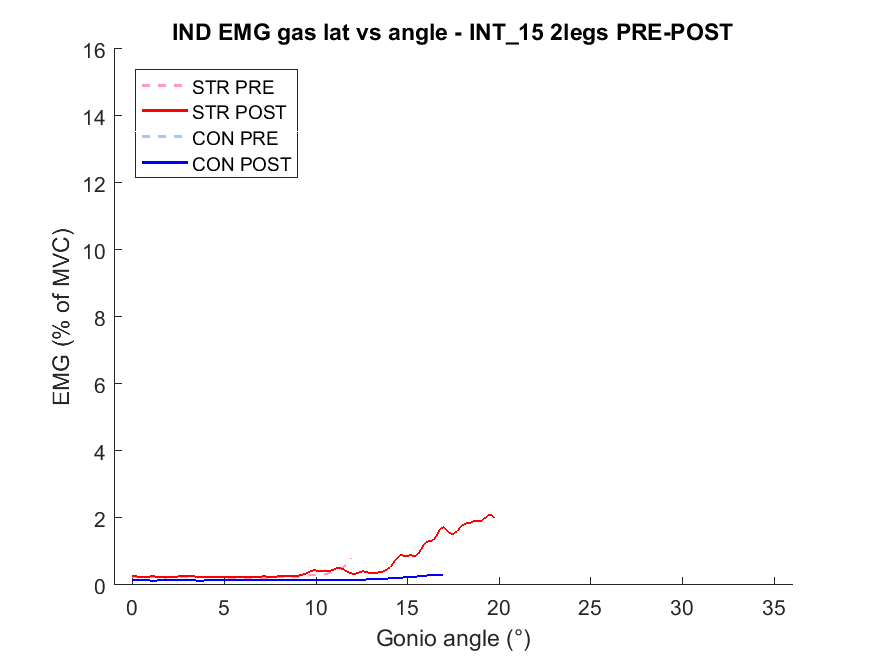 IND EMG gas lat vs angle - INT_15 2legs PRE-POST
16
14
12
10
8
6
4
2
0
EMG (% of MVC)
STR PRE
STR POST
CON PRE
CON POST
0 5 10 15 20 25 30 35
Gonio angle (°)